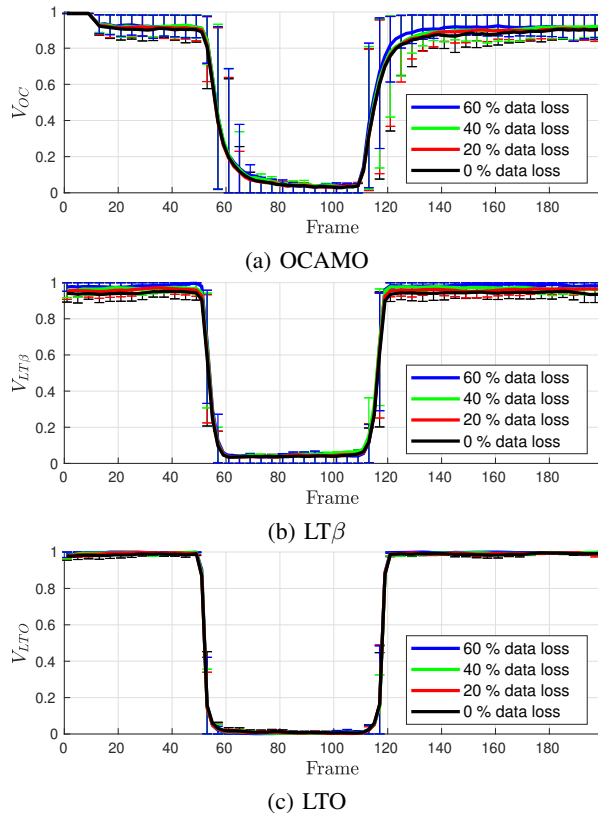 1
0.8
0.6
0.4
0.2
0
V_OC
60 % data loss
40 % data loss
20 % data loss
0 % data loss
0 20 40 60 80 100 120 140 160 180
Frame
(a) OCAMO
1
0.8
0.6
0.4
0.2
0
V_LTβ
60 % data loss
40 % data loss
20 % data loss
0 % data loss
0 20 40 60 80 100 120 140 160 180
Frame
(b) LTβ
1
0.8
0.6
0.4
0.2
0
V_LTO
60 % data loss
40 % data loss
20 % data loss
0 % data loss
0 20 40 60 80 100 120 140 160 180
Frame
(c) LTO